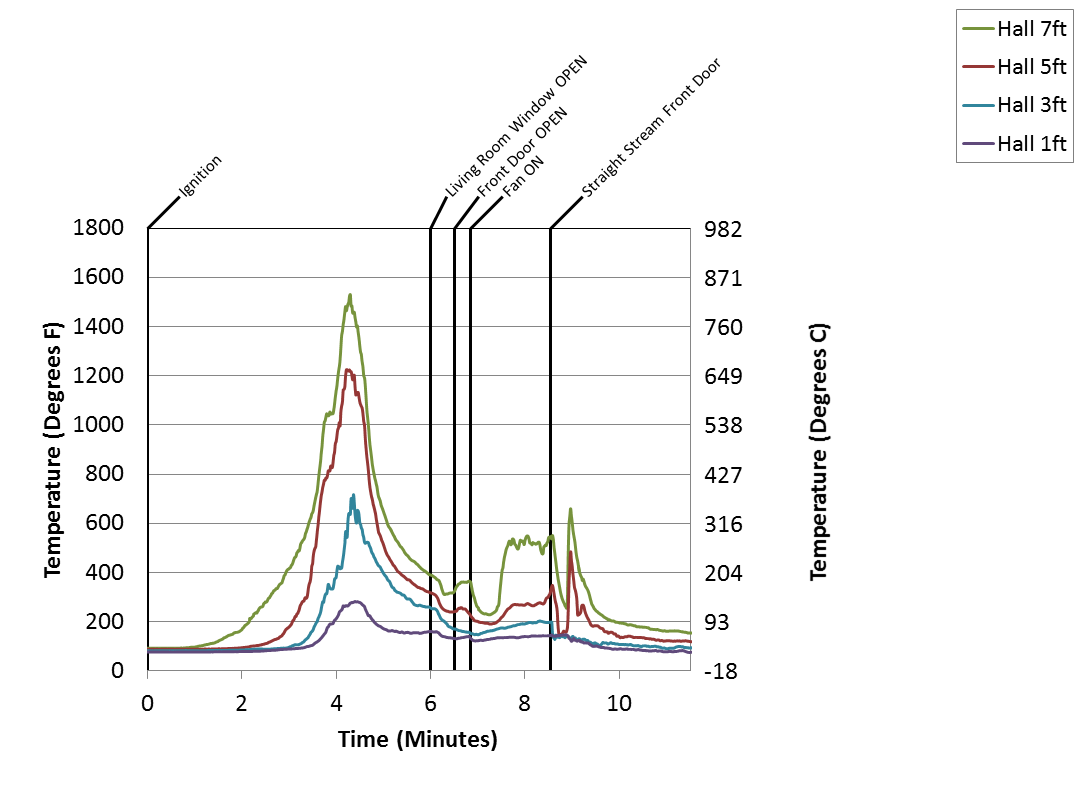 Hall 7ft
Hall 5ft
Hall 3ft
Hall 1ft
Ignition
Living Room Window OPEN
Front Door OPEN
Fan ON
Straight Stream Front Door
Temperature (Degrees F)
1800
1600
1400
1200
1000
800
600
400
200
0
982
871
760
649
538
427
316
204
93
-18
Temperature (Degrees C)
0 2 4 6 8 10
Time (Minutes)